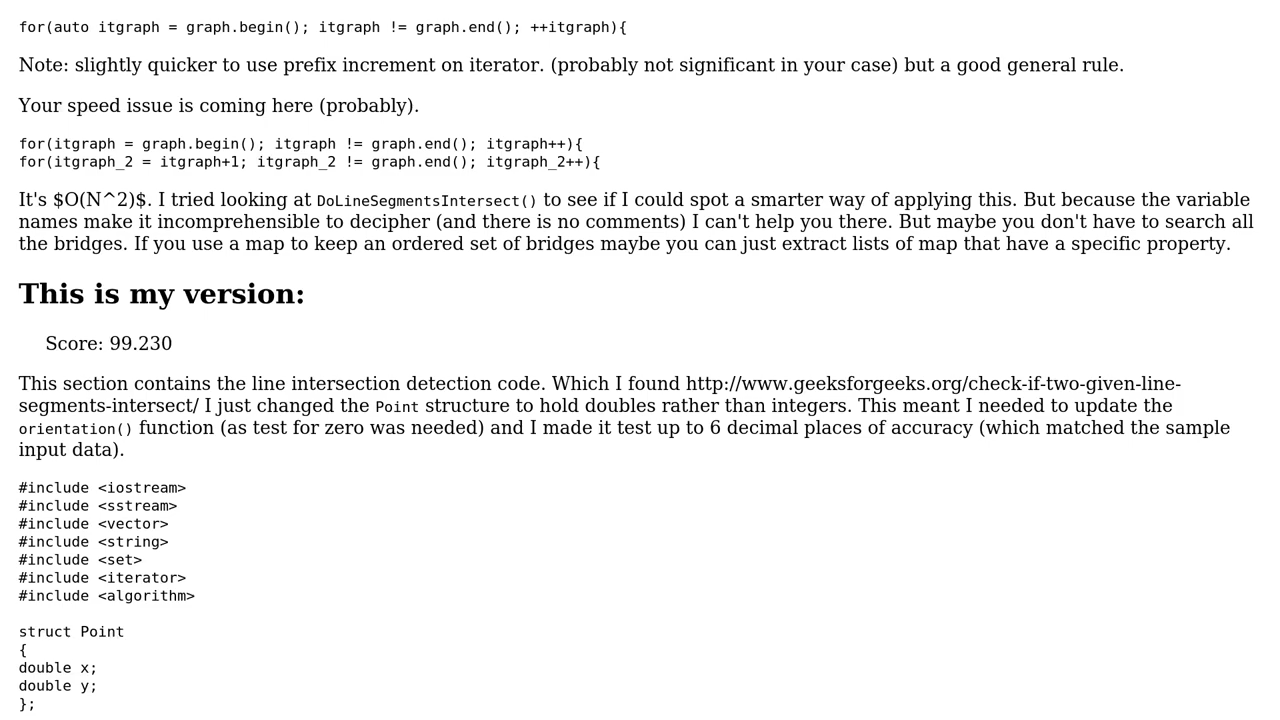 for(auto itgraph = graph.begin(); itgraph != graph.end(); ++itgraph){
Note: slightly quicker to use prefix increment on iterator. (probably not significant in your case) but a good general rule.
Your speed issue is coming here (probably).
for(itgraph = graph.begin(); itgraph != graph.end(); itgraph++){
for(itgraph_2 = itgraph+1; itgraph_2 != graph.end(); itgraph_2++){
It's $O(N^2)$. I tried looking at DoLineSegmentsIntersect() to see if I could spot a smarter way of applying this. But because the variable
names make it incomprehensible to decipher (and there is no comments) I can't help you there. But maybe you don't have to search all
the bridges. If you use a map to keep an ordered set of bridges maybe you can just extract lists of map that have a specific property.
This is my version:
Score: 99.230
This section contains the line intersection detection code. Which I found http://www.geeksforgeeks.org/check-if-two-given-line-
segments-intersect/ I just changed the Point structure to hold doubles rather than integers. This meant I needed to update the
orientation() function (as test for zero was needed) and I made it test up to 6 decimal places of accuracy (which matched the sample
input data).
#include <iostream>
#include <sstream>
#include <vector>
#include <string>
#include <set>
#include <iterator>
#include <algorithm>
struct Point
{
double x;
double y;
};